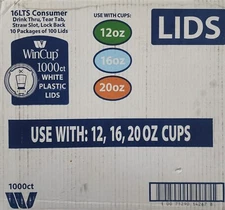 16LTS Consumer
Drink Thru, Tear Tab,
Straw Slot, Lock Back
10 Packages of 100 Lids
WinCup
1000ct
WHITE
PLASTIC
LIDS
USE WITH CUPS:
12oz
16oz
20oz
LIDS
USE WITH: 12, 16, 20 OZ CUPS
1000ct